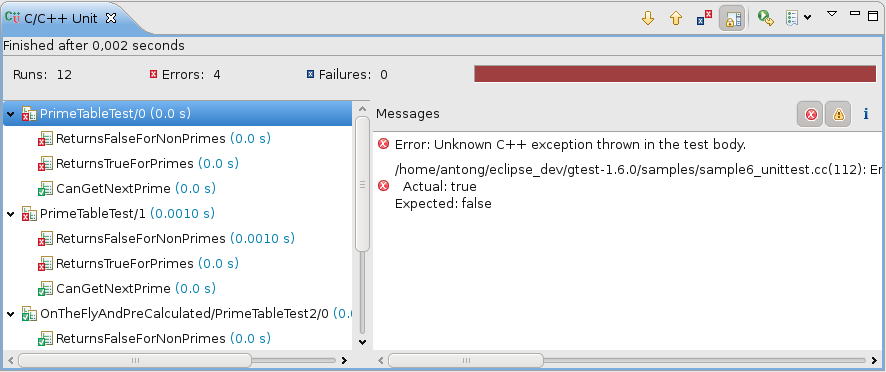 C/C++ Unit
Finished after 0,002 seconds
Runs: 12 Errors: 4 Failures: 0
PrimeTableTest/0 (0.0 s)
ReturnsFalseForNonPrimes (0.0 s)
ReturnsTrueForPrimes (0.0 s)
CanGetNextPrime (0.0 s)
PrimeTableTest/1 (0.0010 s)
ReturnsFalseForNonPrimes (0.0010 s)
ReturnsTrueForPrimes (0.0 s)
CanGetNextPrime (0.0 s)
OnTheFlyAndPreCalculated/PrimeTableTest2/0 (0.
ReturnsFalseForNonPrimes (0.0 s)
Messages
Error: Unknown C++ exception thrown in the test body.
/home/antong/eclipse_dev/gtest-1.6.0/samples/sample6_unittest.cc(112): Er
Actual: true
Expected: false